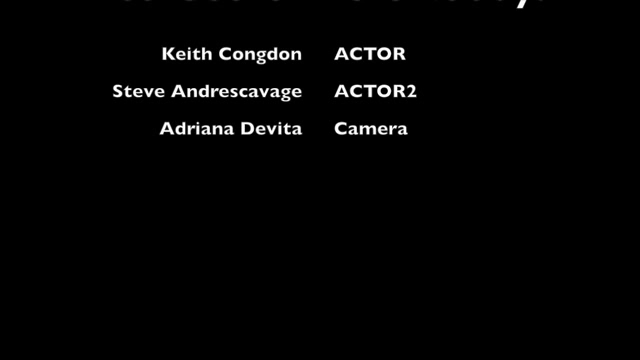 Keith Congdon ACTOR
Steve Andrescavage ACTOR2
Adriana Devita Camera